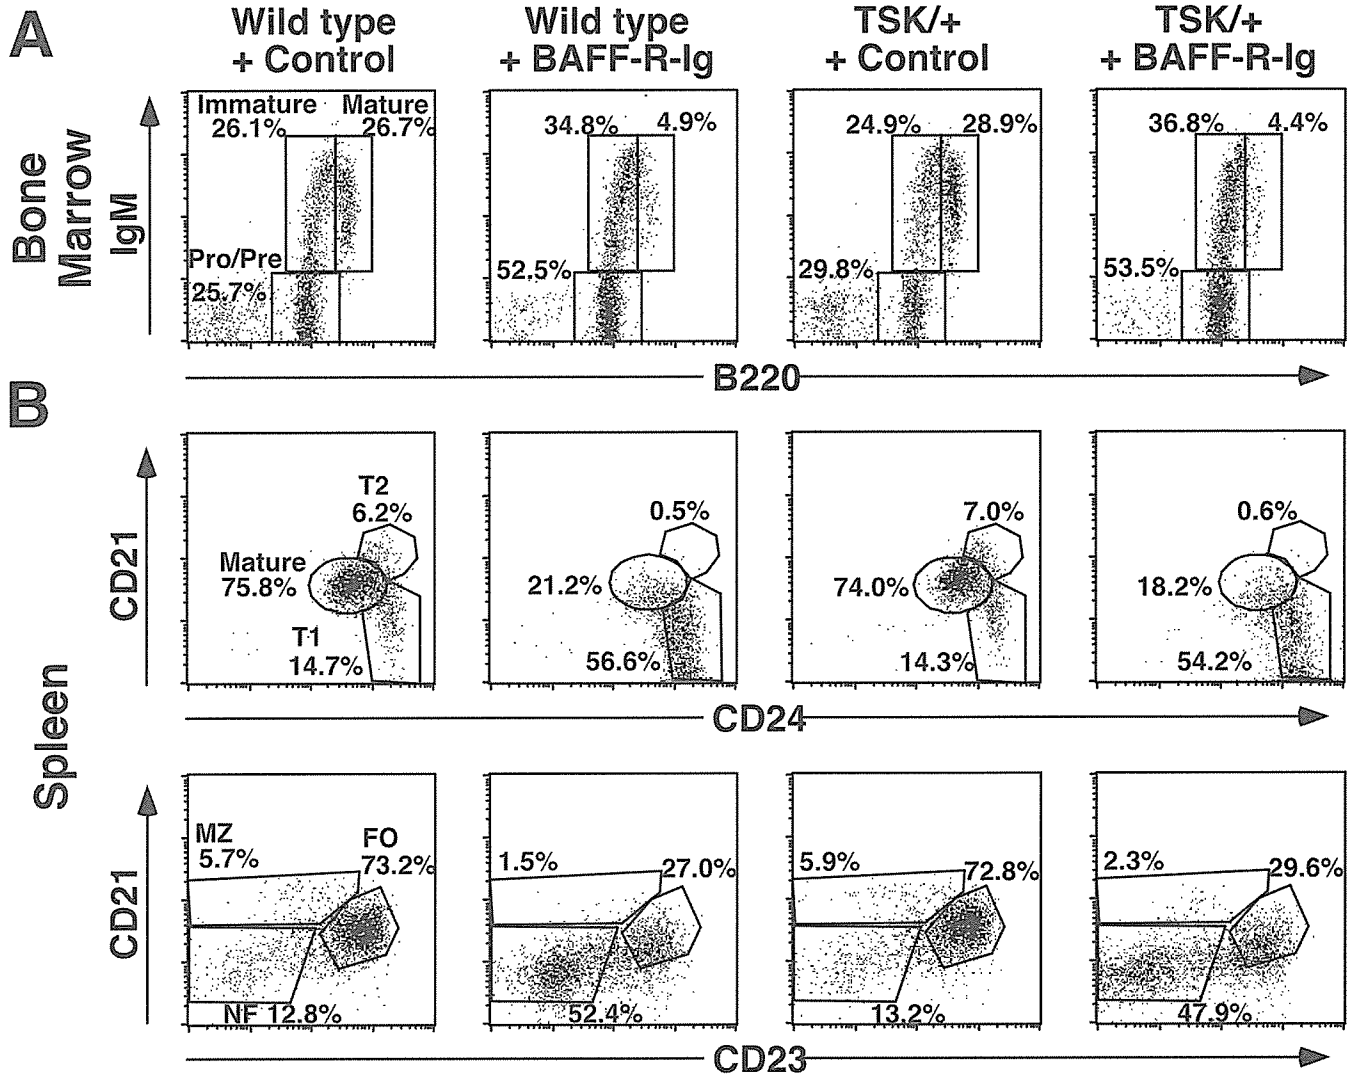 A
Wild type
+ Control
Wild type
+ BAFF-R-Ig
TSK/+
+ Control
TSK/+
+ BAFF-R-Ig
Bone
Marrow
IgM
Immature Mature
26.1% 26.7%
Pro/Pre
25.7%
34.8% 4.9%
52.5%
24.9% 28.9%
29.8%
36.8% 4.4%
53.5%
B220
B
Spleen
CD21
T2
6.2%
Mature
75.8%
T1
14.7%
0.5%
21.2%
56.6%
7.0%
74.0%
14.3%
0.6%
18.2%
54.2%
CD24
CD21
MZ FO
5.7% 73.2%
NF 12.8%
1.5% 27.0%
52.4%
5.9% 72.8%
13.2%
2.3% 29.6%
47.9%
CD23